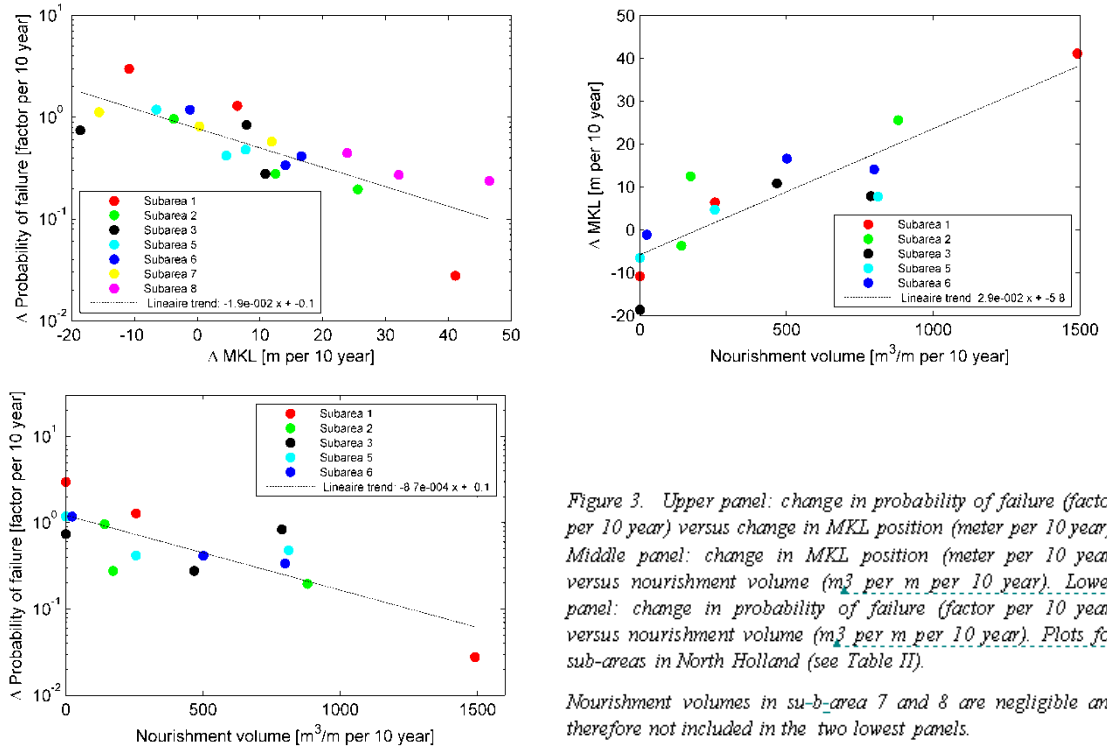 10^1
10^0
10^-1
10^-2
Δ Probability of failure [factor per 10 year]
Subarea 1
Subarea 2
Subarea 3
Subarea 5
Subarea 6
Subarea 7
Subarea 8
Lineaire trend: -1.9e-002 x + -0.1
-20 -10 0 10 20 30 40 50
Δ MKL [m per 10 year]
50
40
30
20
10
0
-10
-20
Δ MKL [m per 10 year]
Subarea 1
Subarea 2
Subarea 3
Subarea 5
Subarea 6
Lineaire trend 2.9e-002 x + -5.8
0 500 1000 1500
Nourishment volume [m³/m per 10 year]
10^1
10^0
10^-1
10^-2
Δ Probability of failure [factor per 10 year]
Subarea 1
Subarea 2
Subarea 3
Subarea 5
Subarea 6
Lineaire trend: -8.7e-004 x + 0.1
0 500 1000 1500
Nourishment volume [m³/m per 10 year]
Figure 3. Upper panel: change in probability of failure (facto
per 10 year) versus change in MKL position (meter per 10 year)
Middle panel: change in MKL position (meter per 10 yea
versus nourishment volume (m3 per m per 10 year). Lowe
panel: change in probability of failure (factor per 10 yea
versus nourishment volume (m3 per m per 10 year). Plots fo
sub-areas in North Holland (see Table II).
Nourishment volumes in su-b-area 7 and 8 are negligible an
therefore not included in the two lowest panels.